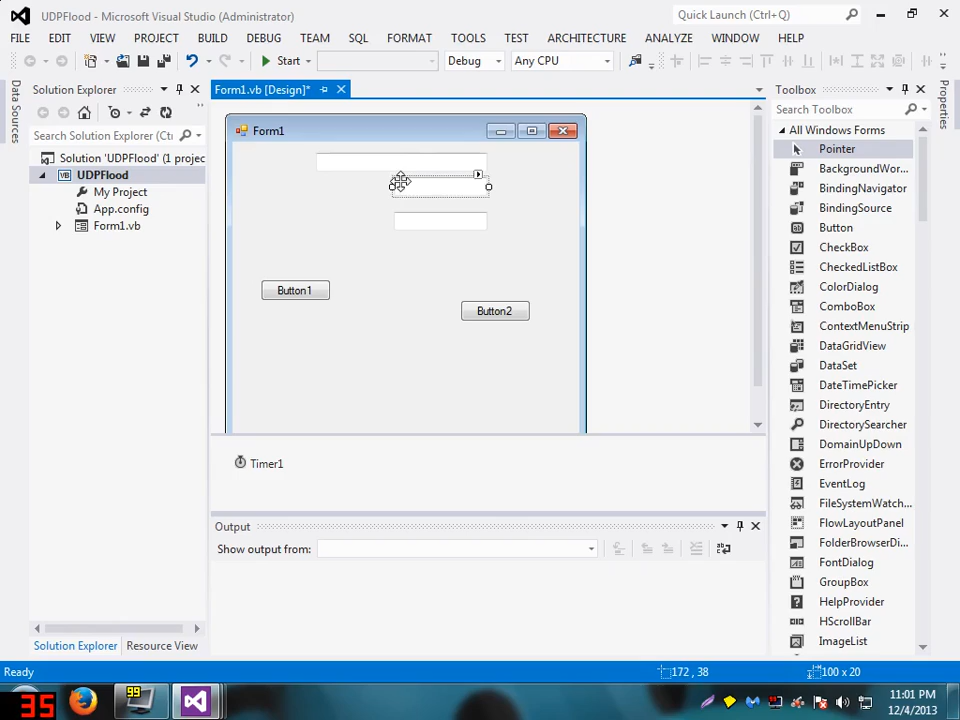 UDPFlood - Microsoft Visual Studio (Administrator)
Quick Launch (Ctrl+Q)
FILE EDIT VIEW PROJECT BUILD DEBUG TEAM SQL FORMAT TOOLS TEST ARCHITECTURE ANALYZE WINDOW HELP
Start Debug Any CPU
Data Sources
Solution Explorer
Search Solution Explorer (Ct
Solution 'UDPFlood' (1 projec
VB UDPFlood
My Project
App.config
Form1.vb
Solution Explorer Resource View
Form1.vb [Design]*
Form1
Button1
Button2
Timer1
Output
Show output from:
Toolbox
Search Toolbox
All Windows Forms
Pointer
BackgroundWor...
BindingNavigator
BindingSource
Button
CheckBox
CheckedListBox
ColorDialog
ComboBox
ContextMenuStrip
DataGridView
DataSet
DateTimePicker
DirectoryEntry
DirectorySearcher
DomainUpDown
ErrorProvider
EventLog
FileSystemWatch...
FlowLayoutPanel
FolderBrowserDi...
FontDialog
GroupBox
HelpProvider
HScrollBar
ImageList
Properties
Ready
172 , 38
100 x 20
35
99
11:01 PM
12/4/2013